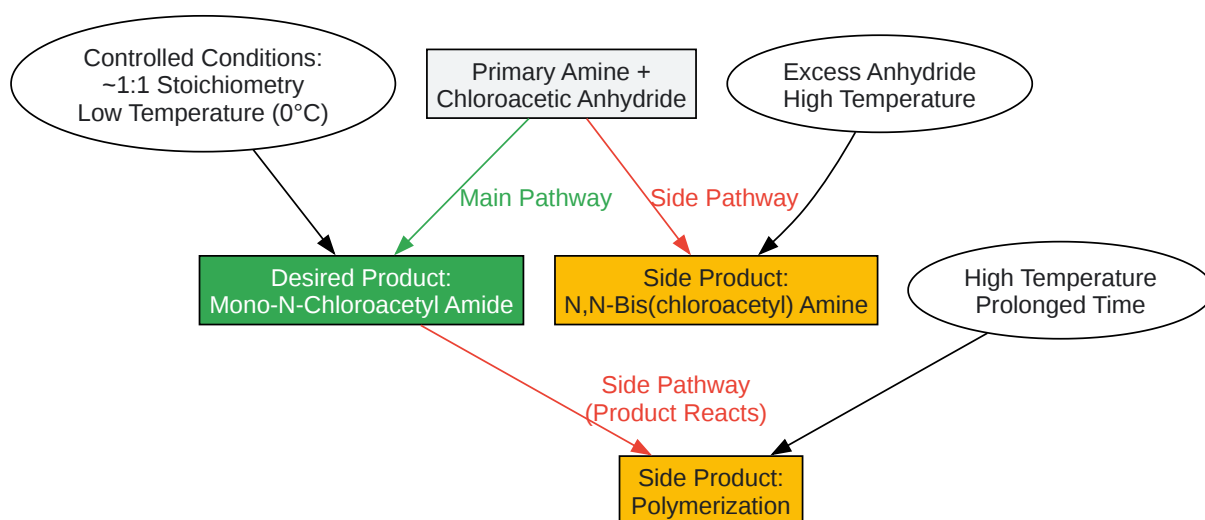 Controlled Conditions:
~1:1 Stoichiometry
Low Temperature (0°C)
Primary Amine +
Chloroacetic Anhydride
Excess Anhydride
High Temperature
Main Pathway
Side Pathway
Desired Product:
Mono-N-Chloroacetyl Amide
Side Product:
N,N-Bis(chloroacetyl) Amine
High Temperature
Prolonged Time
Side Pathway
(Product Reacts)
Side Product:
Polymerization